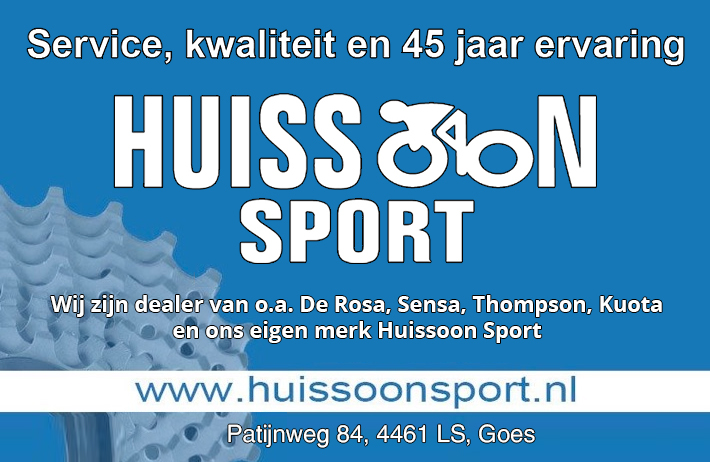 Service, kwaliteit en 45 jaar ervaring
HUISSOON
SPORT
Wij zijn dealer van o.a. De Rosa, Sensa, Thompson, Kuota
en ons eigen merk Huissoon Sport
www.huissoonsport.nl
Patijnweg 84, 4461 LS, Goes